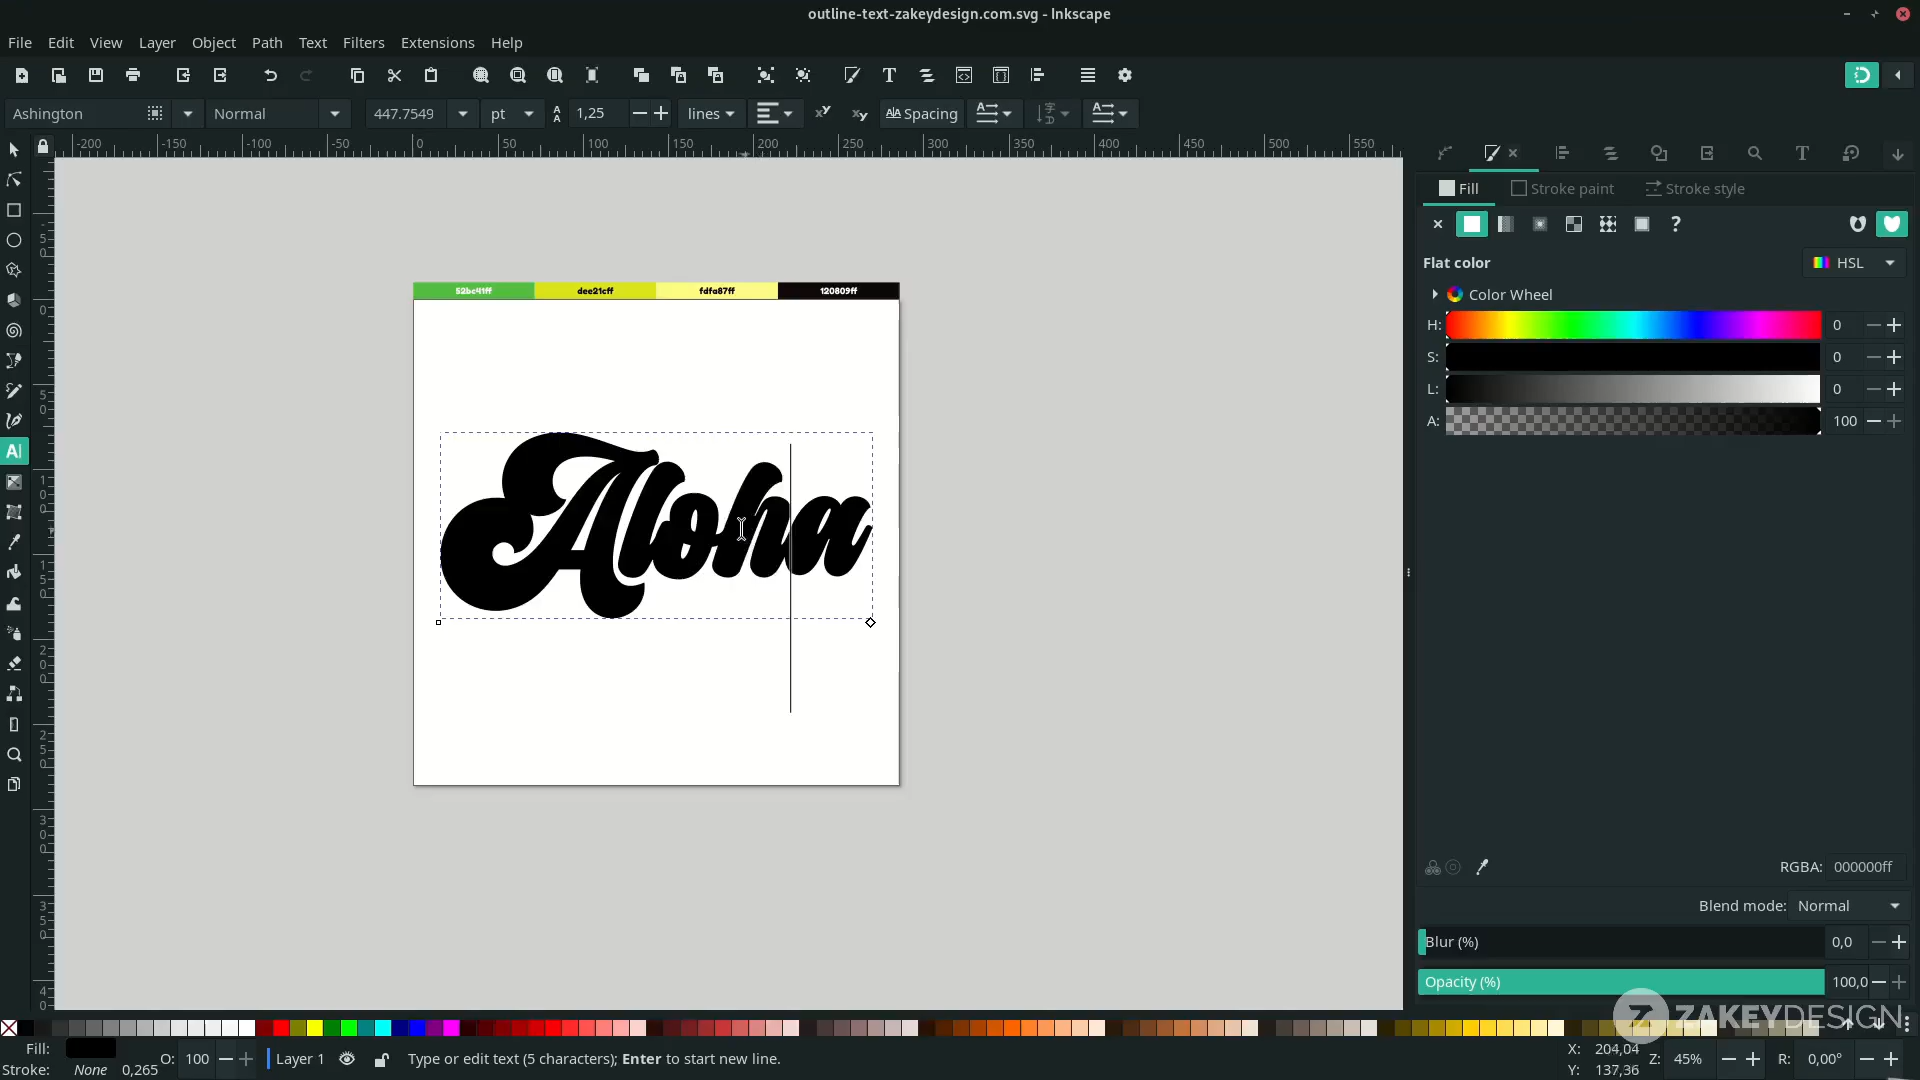 outline-text-zakeydesign.com.svg - Inkscape
File Edit View Layer Object Path Text Filters Extensions Help
Ashington Normal 447.7549 pt 1,25 lines Spacing
-200 -150 -100 -50 0 50 100 150 200 250 300 350 400 450 500 550
Fill Stroke paint Stroke style
Flat color HSL
Color Wheel
H: 0
S: 0
L: 0
A: 100
52bc41ff dee21cff fdfa87ff 120809ff
Aloha
RGBA: 000000ff
Blend mode: Normal
Blur (%) 0,0
Opacity (%) 100,0
ZAKEYDESIGN
Fill: O: 100 Layer 1 Type or edit text (5 characters); Enter to start new line. X: 204,04 Z: 45% R: 0,00°
Stroke: None 0,265 Y: 137,36